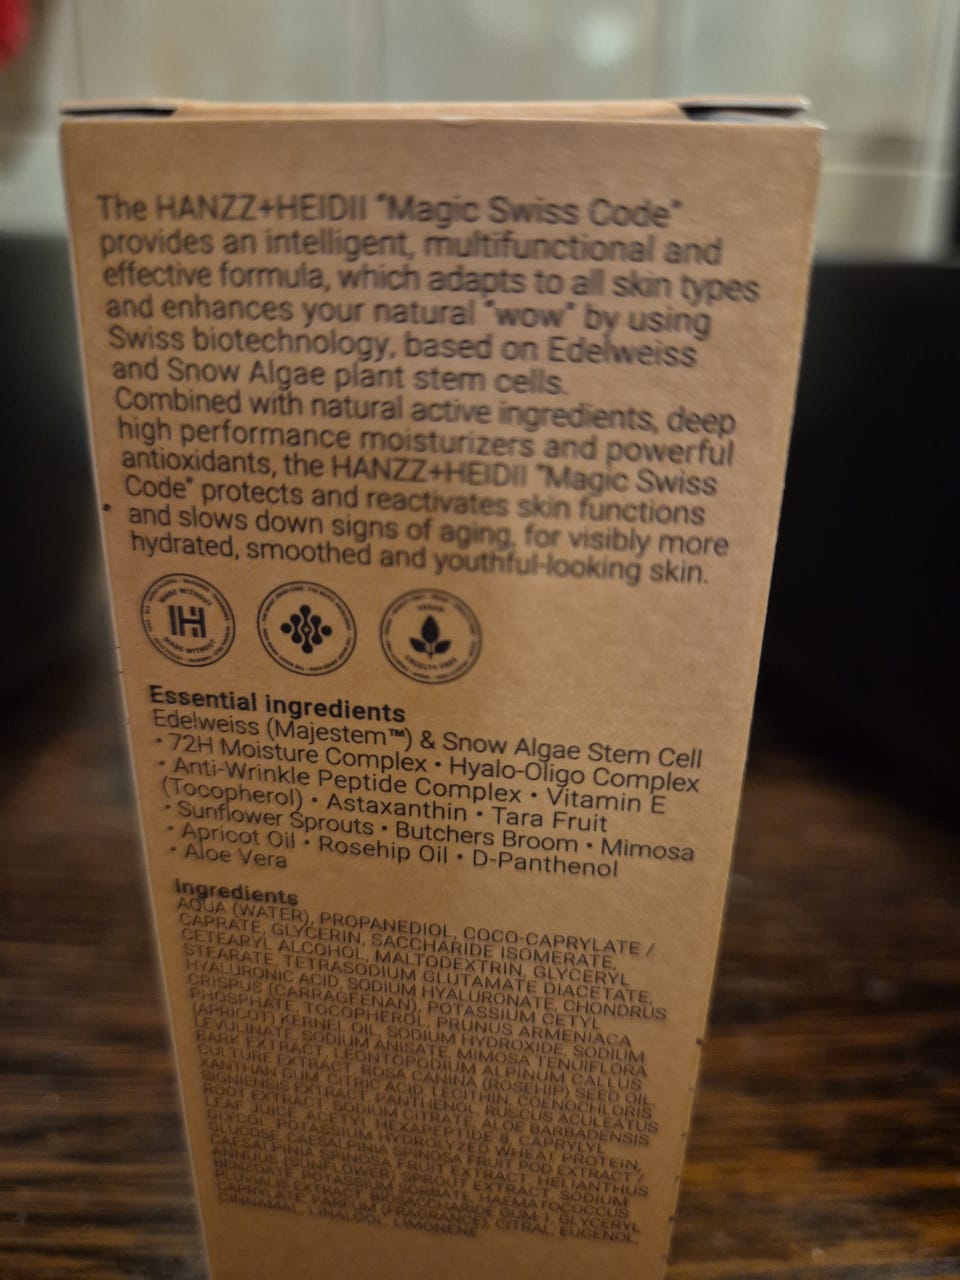 The HANZZ+HEIDII "Magic Swiss Code"
provides an intelligent, multifunctional and
effective formula, which adapts to all skin types
and enhances your natural "wow" by using
Swiss biotechnology, based on Edelweiss
and Snow Algae plant stem cells.
Combined with natural active ingredients, deep
high performance moisturizers and powerful
antioxidants, the HANZZ+HEIDII "Magic Swiss
Code" protects and reactivates skin functions
and slows down signs of aging, for visibly more
hydrated, smoothed and youthful-looking skin.
MADE WITHOUT
H
MADE WITHOUT
VEGAN
CRUELTY FREE
Essential ingredients
Edelweiss (Majestem™) & Snow Algae Stem Cell
• 72H Moisture Complex • Hyalo-Oligo Complex
• Anti-Wrinkle Peptide Complex • Vitamin E
(Tocopherol) • Astaxanthin • Tara Fruit
• Sunflower Sprouts • Butchers Broom • Mimosa
• Apricot Oil • Rosehip Oil • D-Panthenol
• Aloe Vera
Ingredients
AQUA (WATER), PROPANEDIOL, COCO-CAPRYLATE /
CAPRATE, GLYCERIN, SACCHARIDE ISOMERATE,
CETEARYL ALCOHOL, MALTODEXTRIN, GLYCERYL
STEARATE, TETRASODIUM GLUTAMATE DIACETATE,
HYALURONIC ACID, SODIUM HYALURONATE, CHONDRUS
CRISPUS (CARRAGEENAN), POTASSIUM CETYL
PHOSPHATE, TOCOPHEROL, PRUNUS ARMENIACA
(APRICOT) KERNEL OIL, SODIUM HYDROXIDE, SODIUM
LEVULINATE, SODIUM ANISATE, MIMOSA TENUIFLORA
BARK EXTRACT, LEONTOPODIUM ALPINUM CALLUS
CULTURE EXTRACT, ROSA CANINA (ROSEHIP) SEED OIL,
XANTHAN GUM, CITRIC ACID, LECITHIN, COENOCHLORIS
SIGNIENSIS EXTRACT, PANTHENOL, RUSCUS ACULEATUS
ROOT EXTRACT, SODIUM CITRATE, ALOE BARBADENSIS
LEAF JUICE, ACETYL HEXAPEPTIDE-8, CAPRYLYL
GLYCOL, POTASSIUM HYDROLYZED WHEAT PROTEIN,
GLUCOSE, CAESALPINIA SPINOSA FRUIT POD EXTRACT /
CAESALPINIA SPINOSA FRUIT EXTRACT, HELIANTHUS
ANNUUS (SUNFLOWER) SPROUT EXTRACT, SODIUM
BENZOATE, POTASSIUM SORBATE, HAEMATOCOCCUS
PLUVIALIS EXTRACT, BIOSACCHARIDE GUM-1, GLYCERYL
CAPRYLATE, PARFUM (FRAGRANCE), CITRAL, EUGENOL,
CINNAMAL, LINALOOL, LIMONENE